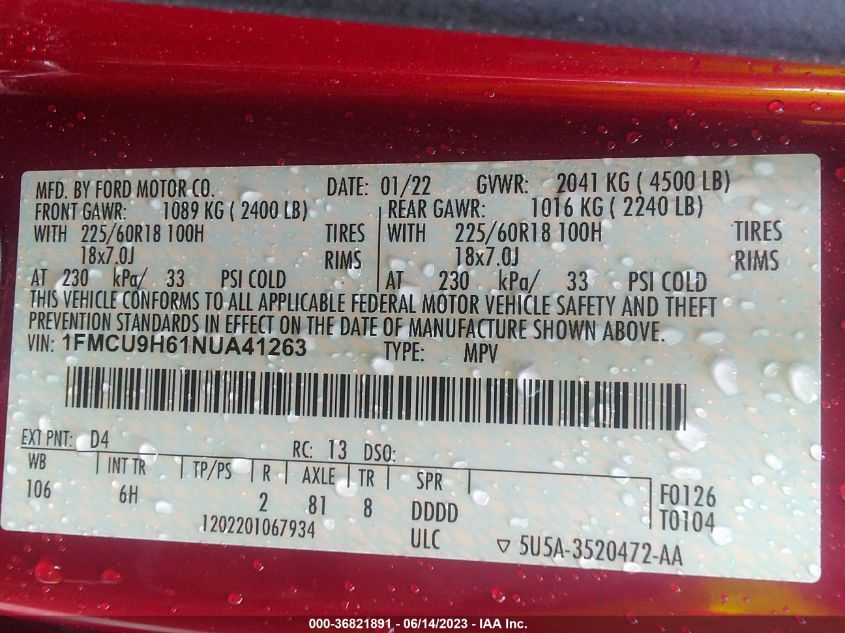 MFD. BY FORD MOTOR CO. DATE: 01/22 GVWR: 2041 KG ( 4500 LB)
FRONT GAWR: 1089 KG ( 2400 LB) REAR GAWR: 1016 KG ( 2240 LB)
WITH 225/60R18 100H TIRES WITH 225/60R18 100H TIRES
18x7.0J RIMS 18x7.0J RIMS
AT 230 kPa/ 33 PSI COLD AT 230 kPa/ 33 PSI COLD
THIS VEHICLE CONFORMS TO ALL APPLICABLE FEDERAL MOTOR VEHICLE SAFETY AND THEFT
PREVENTION STANDARDS IN EFFECT ON THE DATE OF MANUFACTURE SHOWN ABOVE.
VIN: 1FMCU9H61NUA41263 TYPE: MPV
EXT PNT: D4 RC: 13 DSO:
WB INT TR TP/PS R AXLE TR SPR
106 6H 2 81 8 DDDD F0126
1202201067934 ULC T0104
▽ 5U5A-3520472-AA
000-36821891 - 06/14/2023 - IAA Inc.